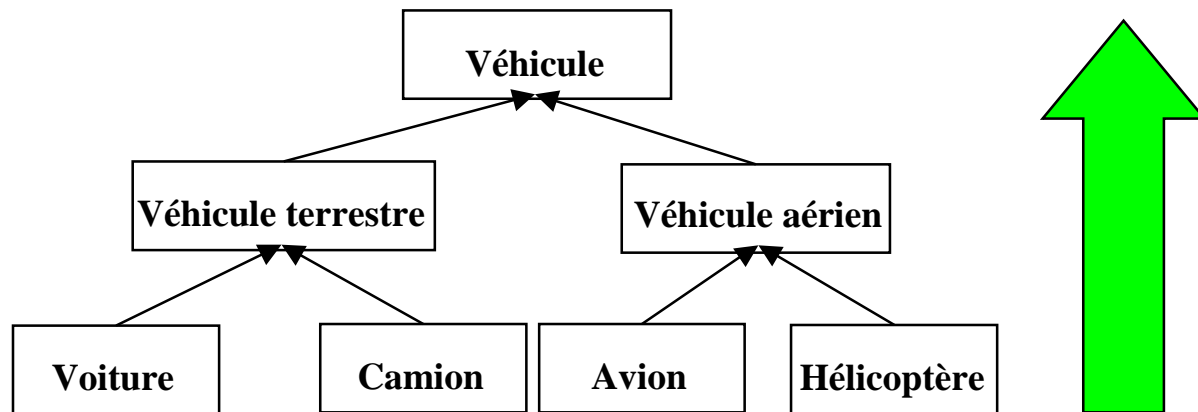 Véhicule
Véhicule terrestre
Véhicule aérien
Voiture
Camion
Avion
Hélicoptère